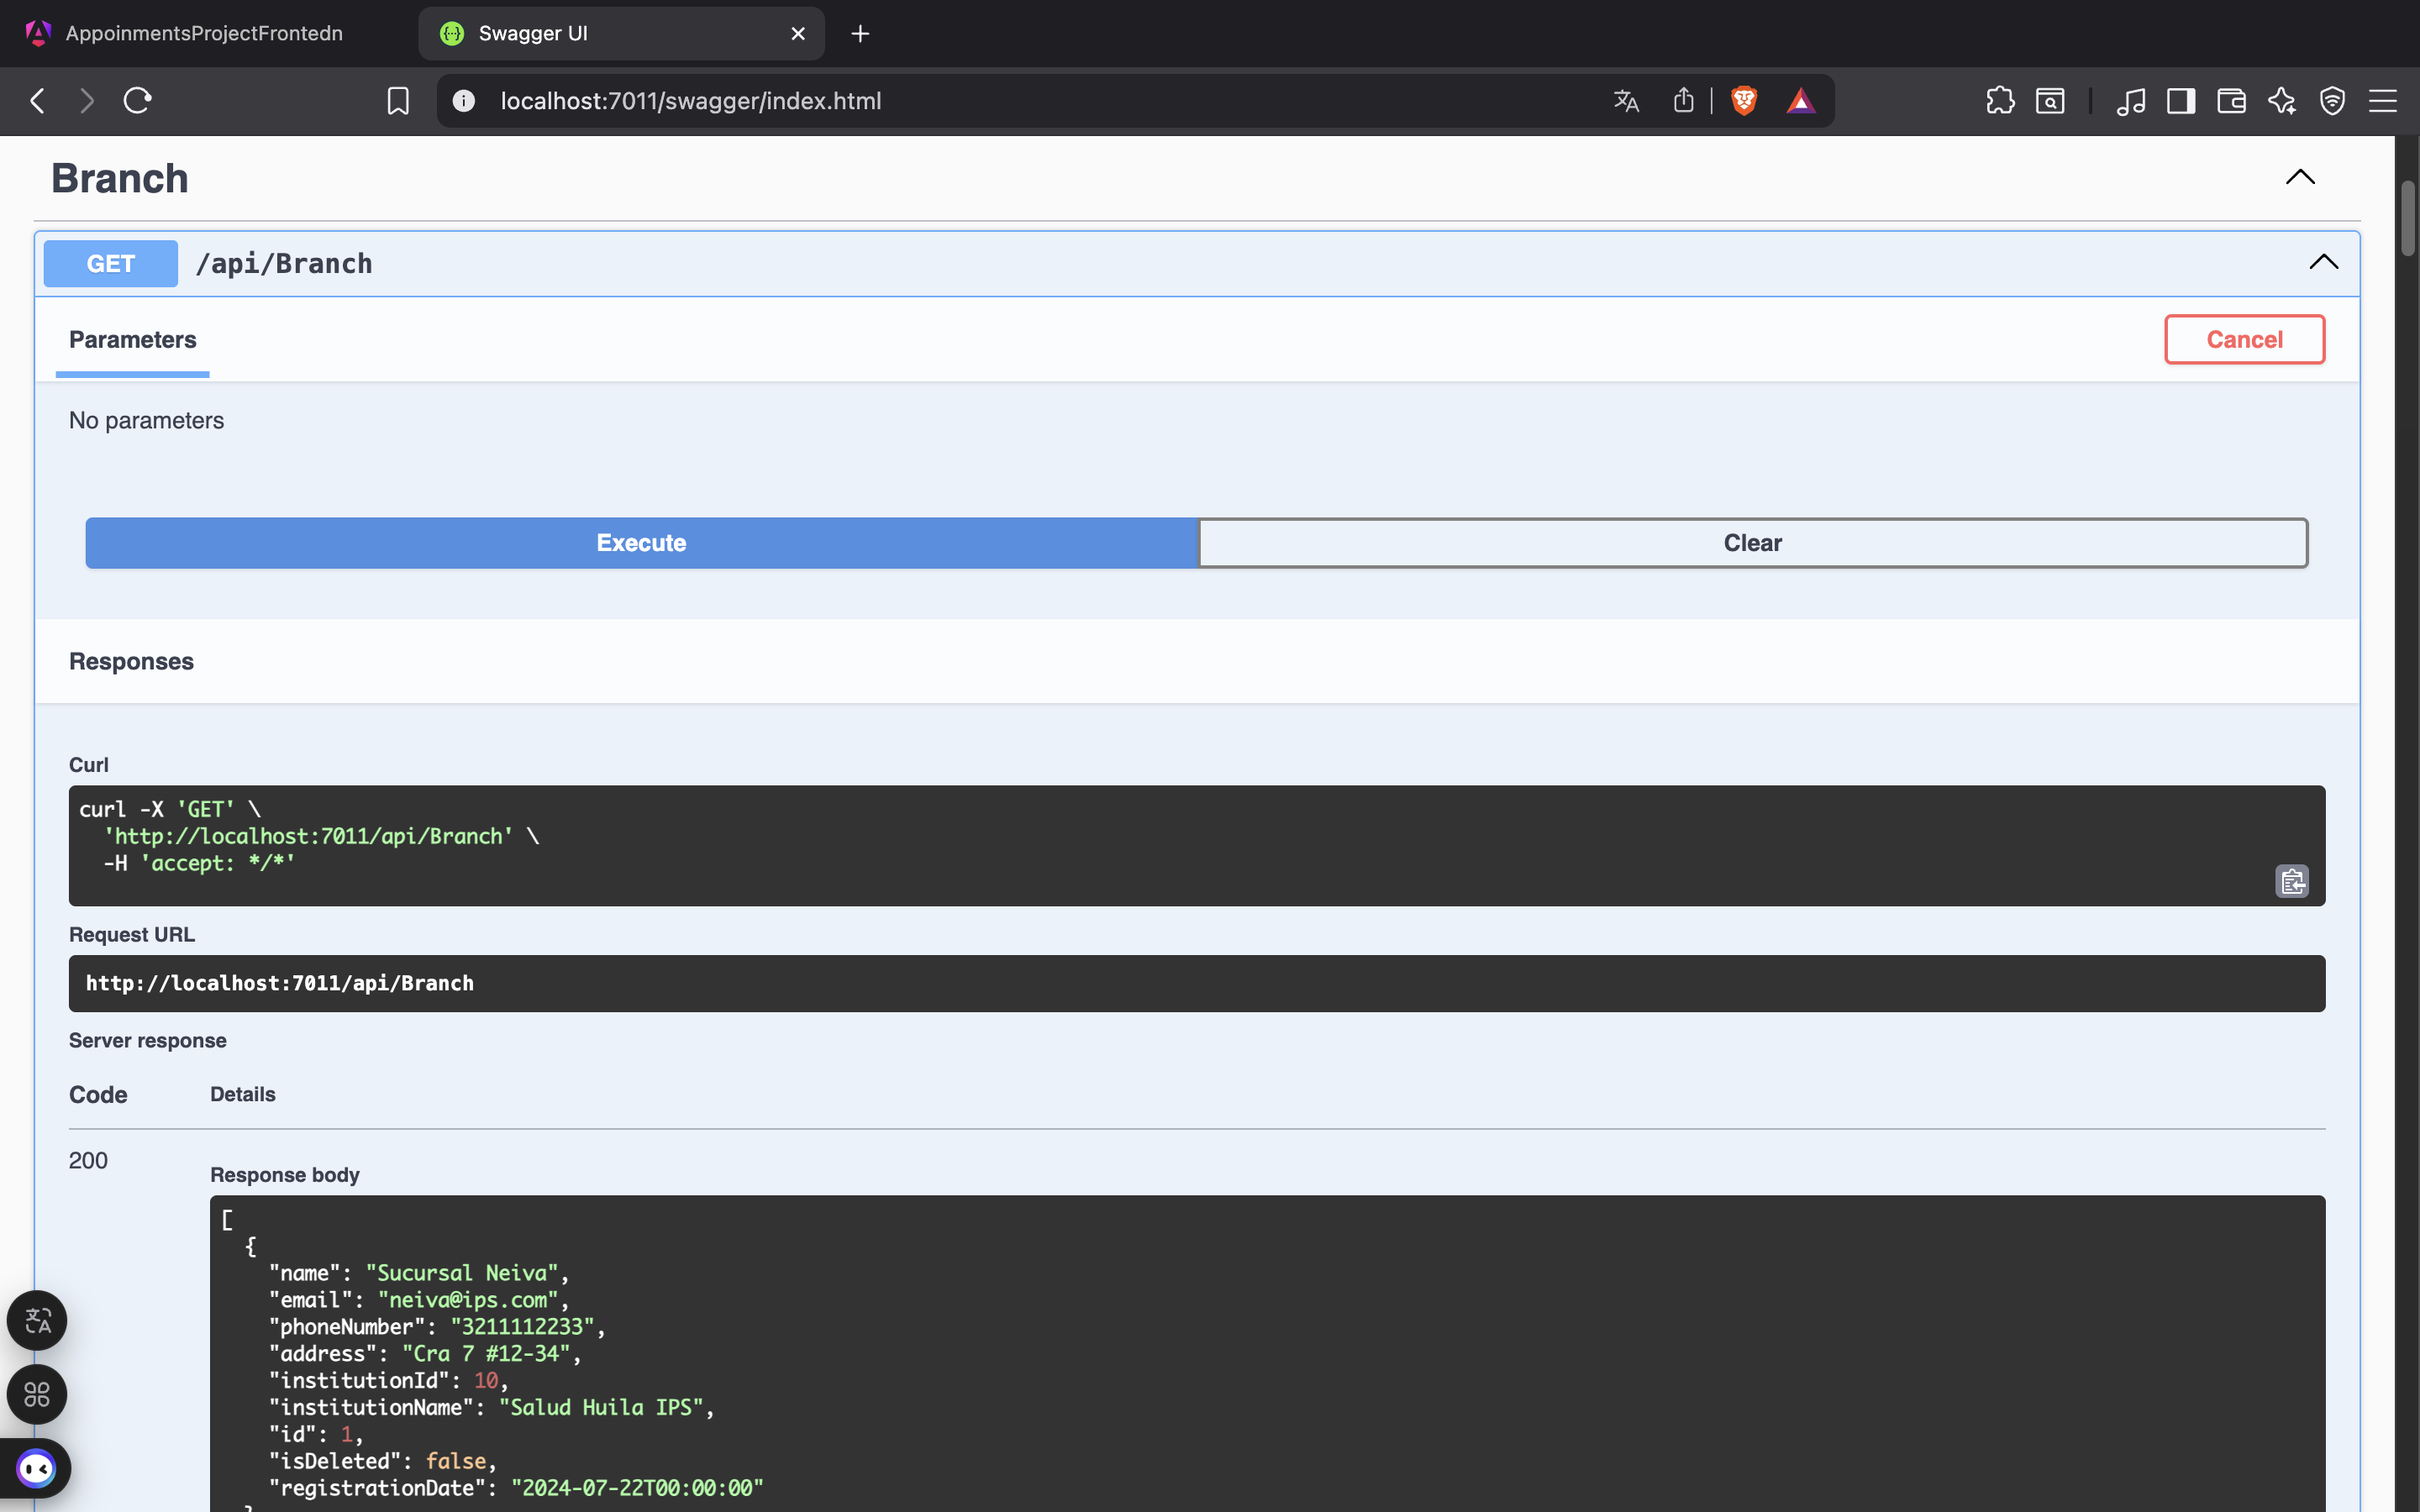 AppoinmentsProjectFrontedn
Swagger UI
localhost:7011/swagger/index.html
Branch
GET /api/Branch
Parameters
Cancel
No parameters
Execute
Clear
Responses
Curl
curl -X 'GET' \
  'http://localhost:7011/api/Branch' \
  -H 'accept: */*'
Request URL
http://localhost:7011/api/Branch
Server response
Code Details
200
Response body
[
  {
    "name": "Sucursal Neiva",
    "email": "neiva@ips.com",
    "phoneNumber": "3211112233",
    "address": "Cra 7 #12-34",
    "institutionId": 10,
    "institutionName": "Salud Huila IPS",
    "id": 1,
    "isDeleted": false,
    "registrationDate": "2024-07-22T00:00:00"